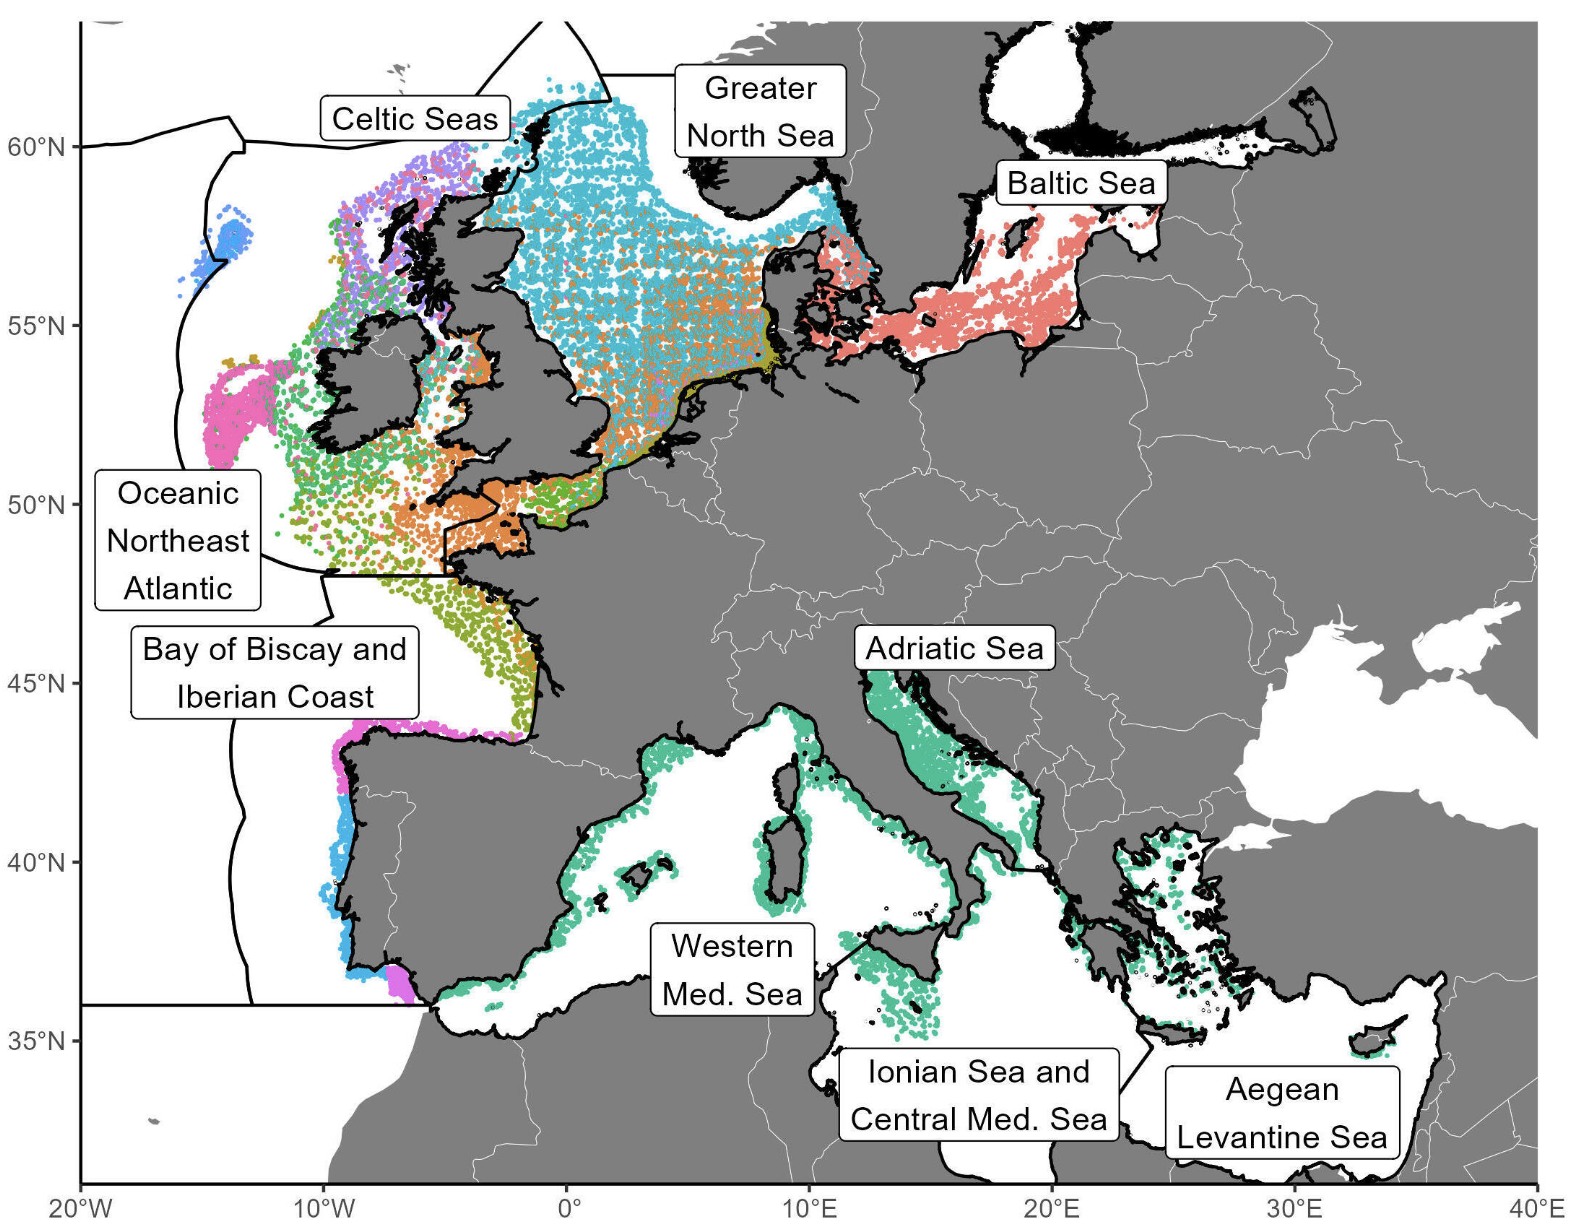 Greater
North Sea
Celtic Seas
60°N
Baltic Sea
55°N
Oceanic
Northeast
Atlantic
50°N
Bay of Biscay and
Iberian Coast
Adriatic Sea
45°N
40°N
Western
Med. Sea
35°N
Ionian Sea and
Central Med. Sea
Aegean
Levantine Sea
20°W
10°W
0°
10°E
20°E
30°E
40°E